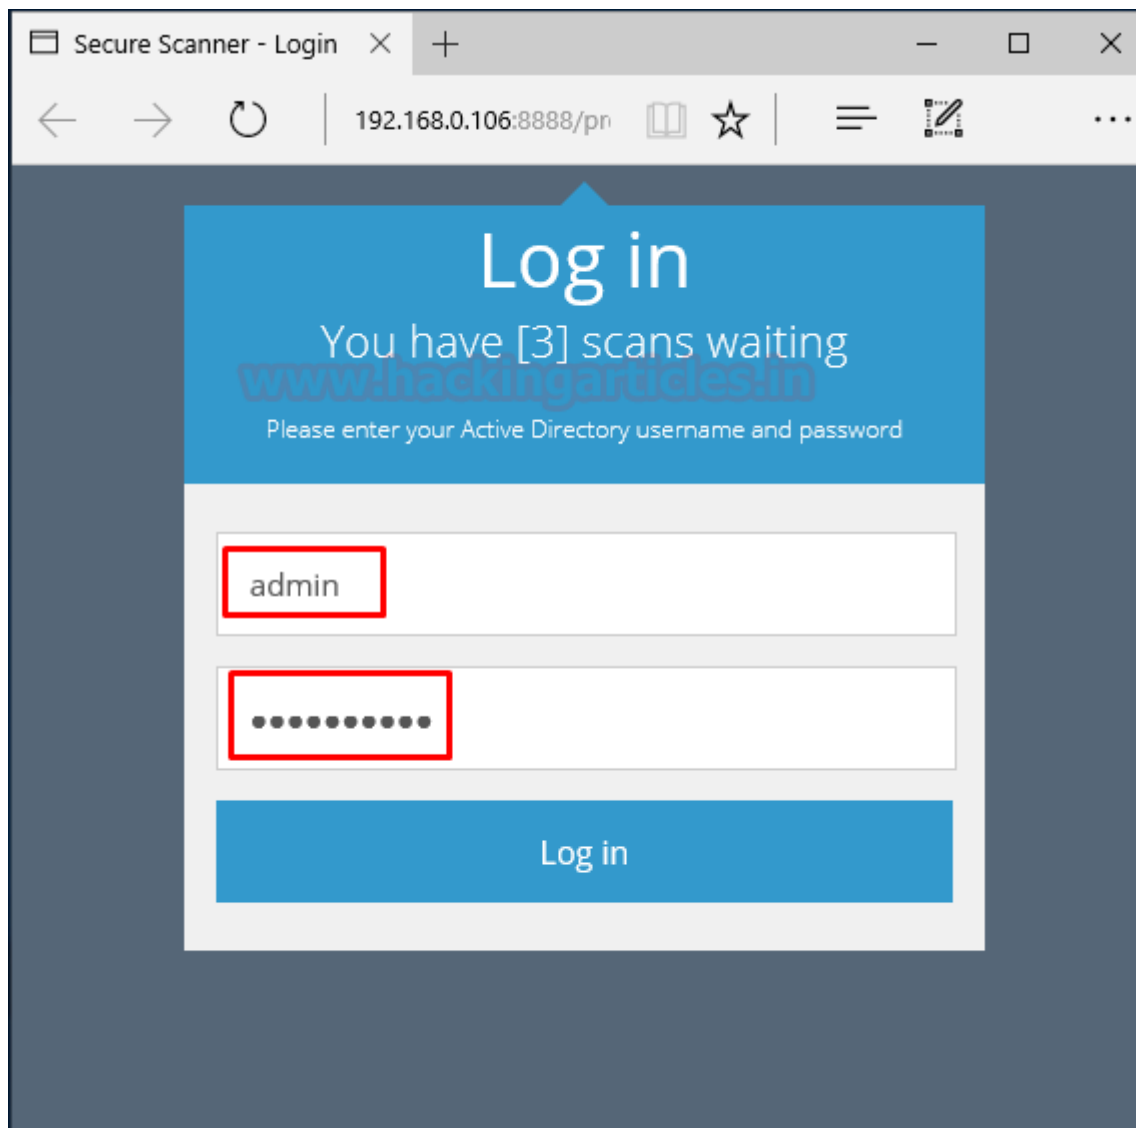 Secure Scanner - Login
192.168.0.106:8888/pr
Log in
You have [3] scans waiting
www.hackingarticles.in
Please enter your Active Directory username and password
admin
••••••••••
Log in